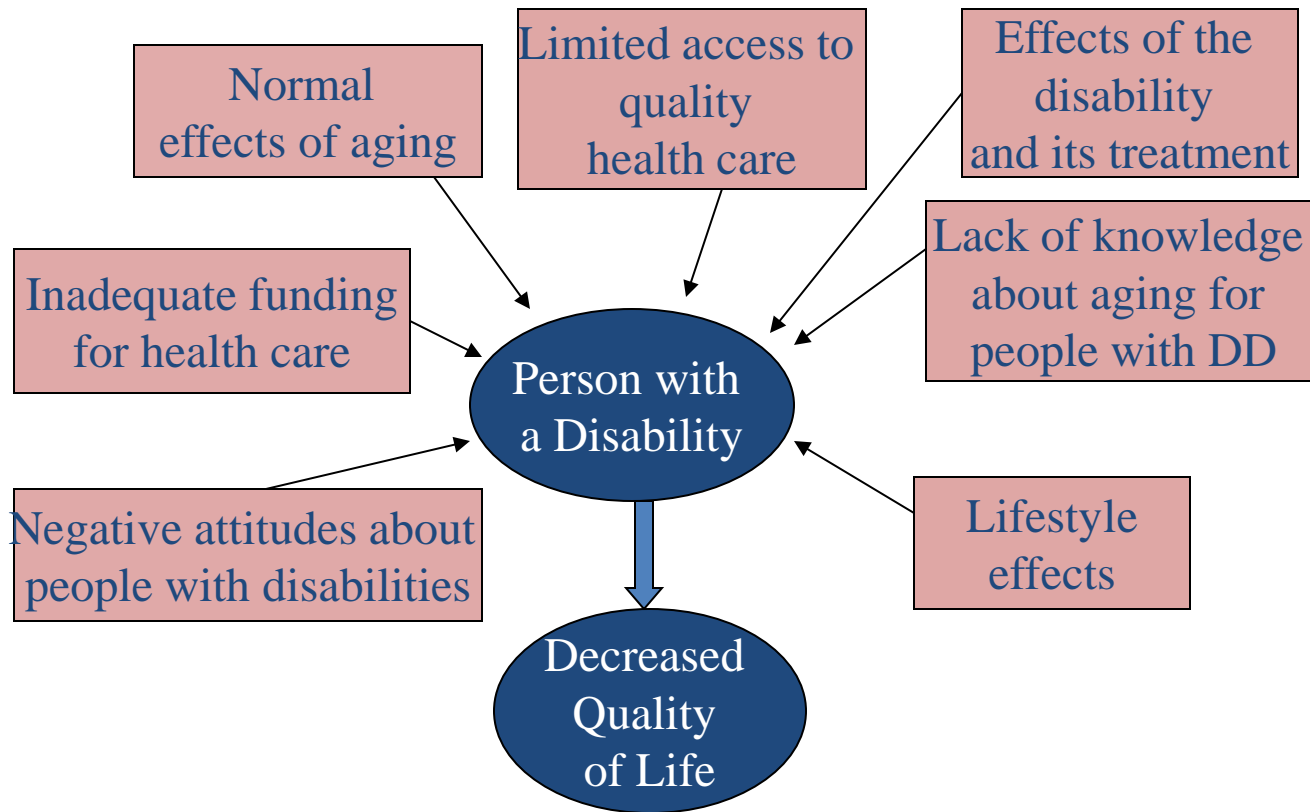 Normal
effects of aging
Limited access to
quality
health care
Effects of the
disability
and its treatment
Inadequate funding
for health care
Lack of knowledge
about aging for
people with DD
Person with
a Disability
Negative attitudes about
people with disabilities
Lifestyle
effects
Decreased
Quality
of Life